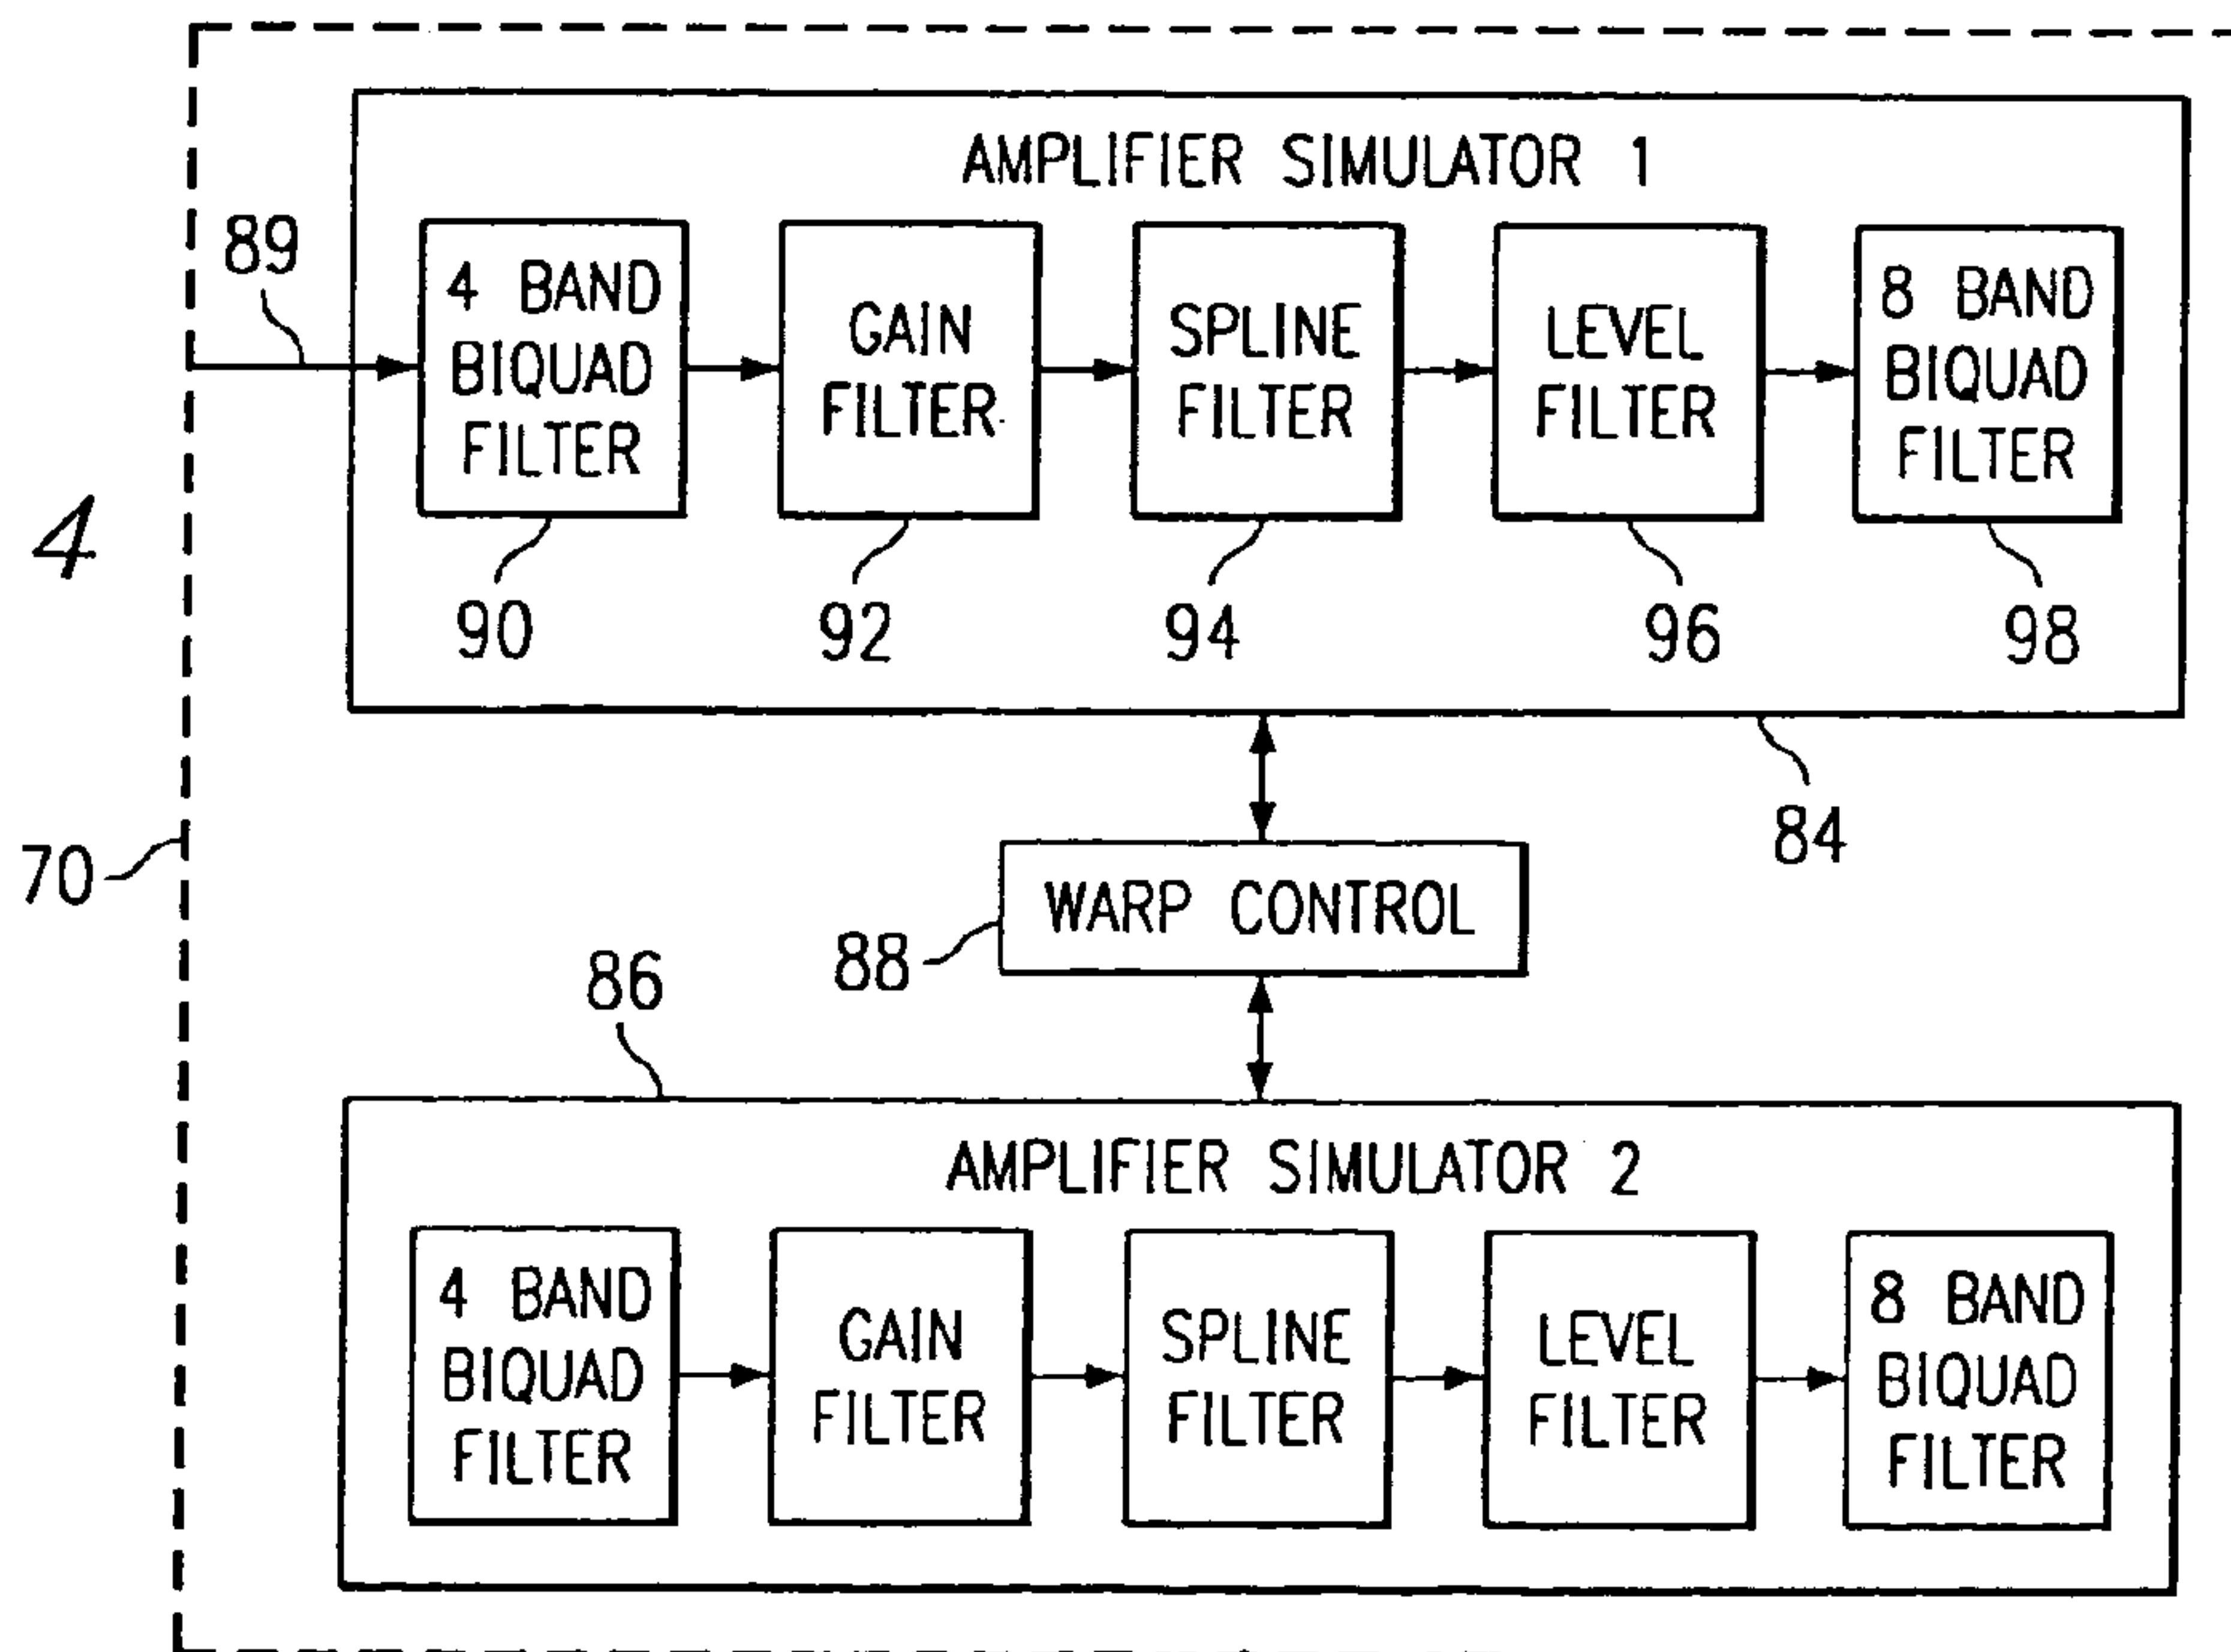 AMPLIFIER SIMULATOR 1
89
4 BAND
BIQUAD
FILTER
GAIN
FILTER
SPLINE
FILTER
LEVEL
FILTER
8 BAND
BIQUAD
FILTER
4
90
92
94
96
98
84
70
WARP CONTROL
88
86
AMPLIFIER SIMULATOR 2
4 BAND
BIQUAD
FILTER
GAIN
FILTER
SPLINE
FILTER
LEVEL
FILTER
8 BAND
BIQUAD
FILTER